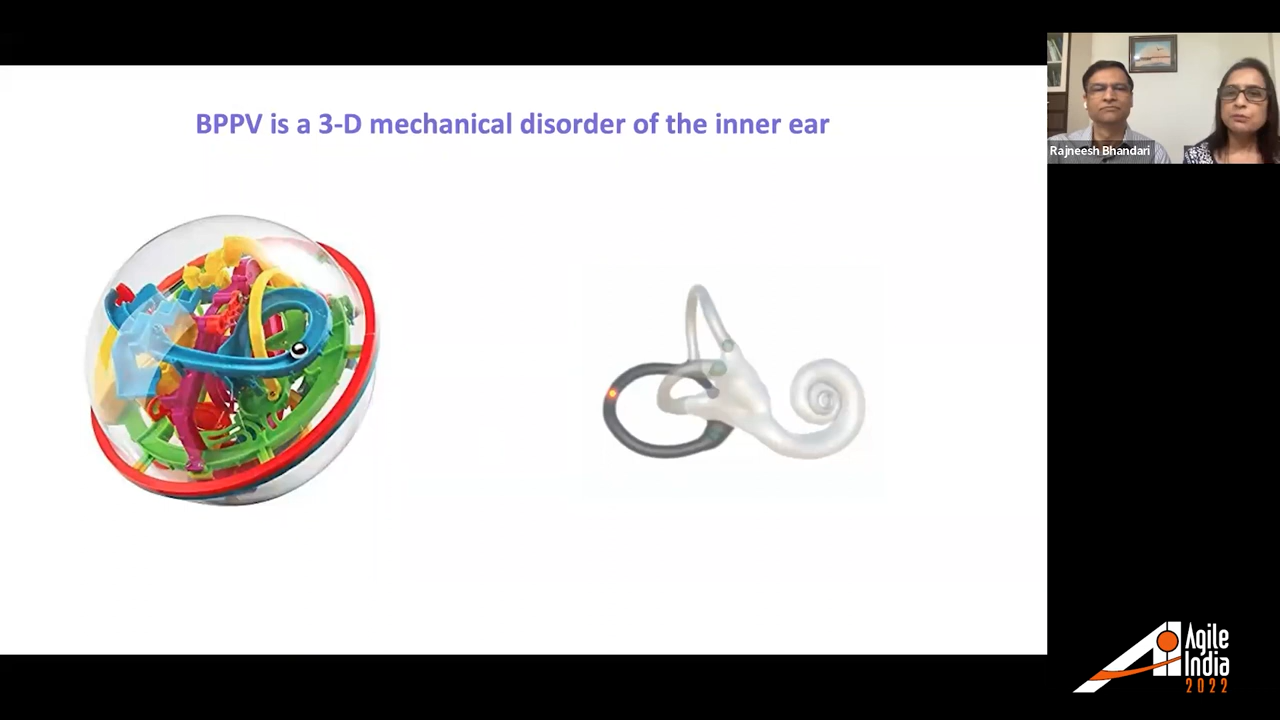 BPPV is a 3-D mechanical disorder of the inner ear
Rajneesh Bhandari
Agile
India
2022